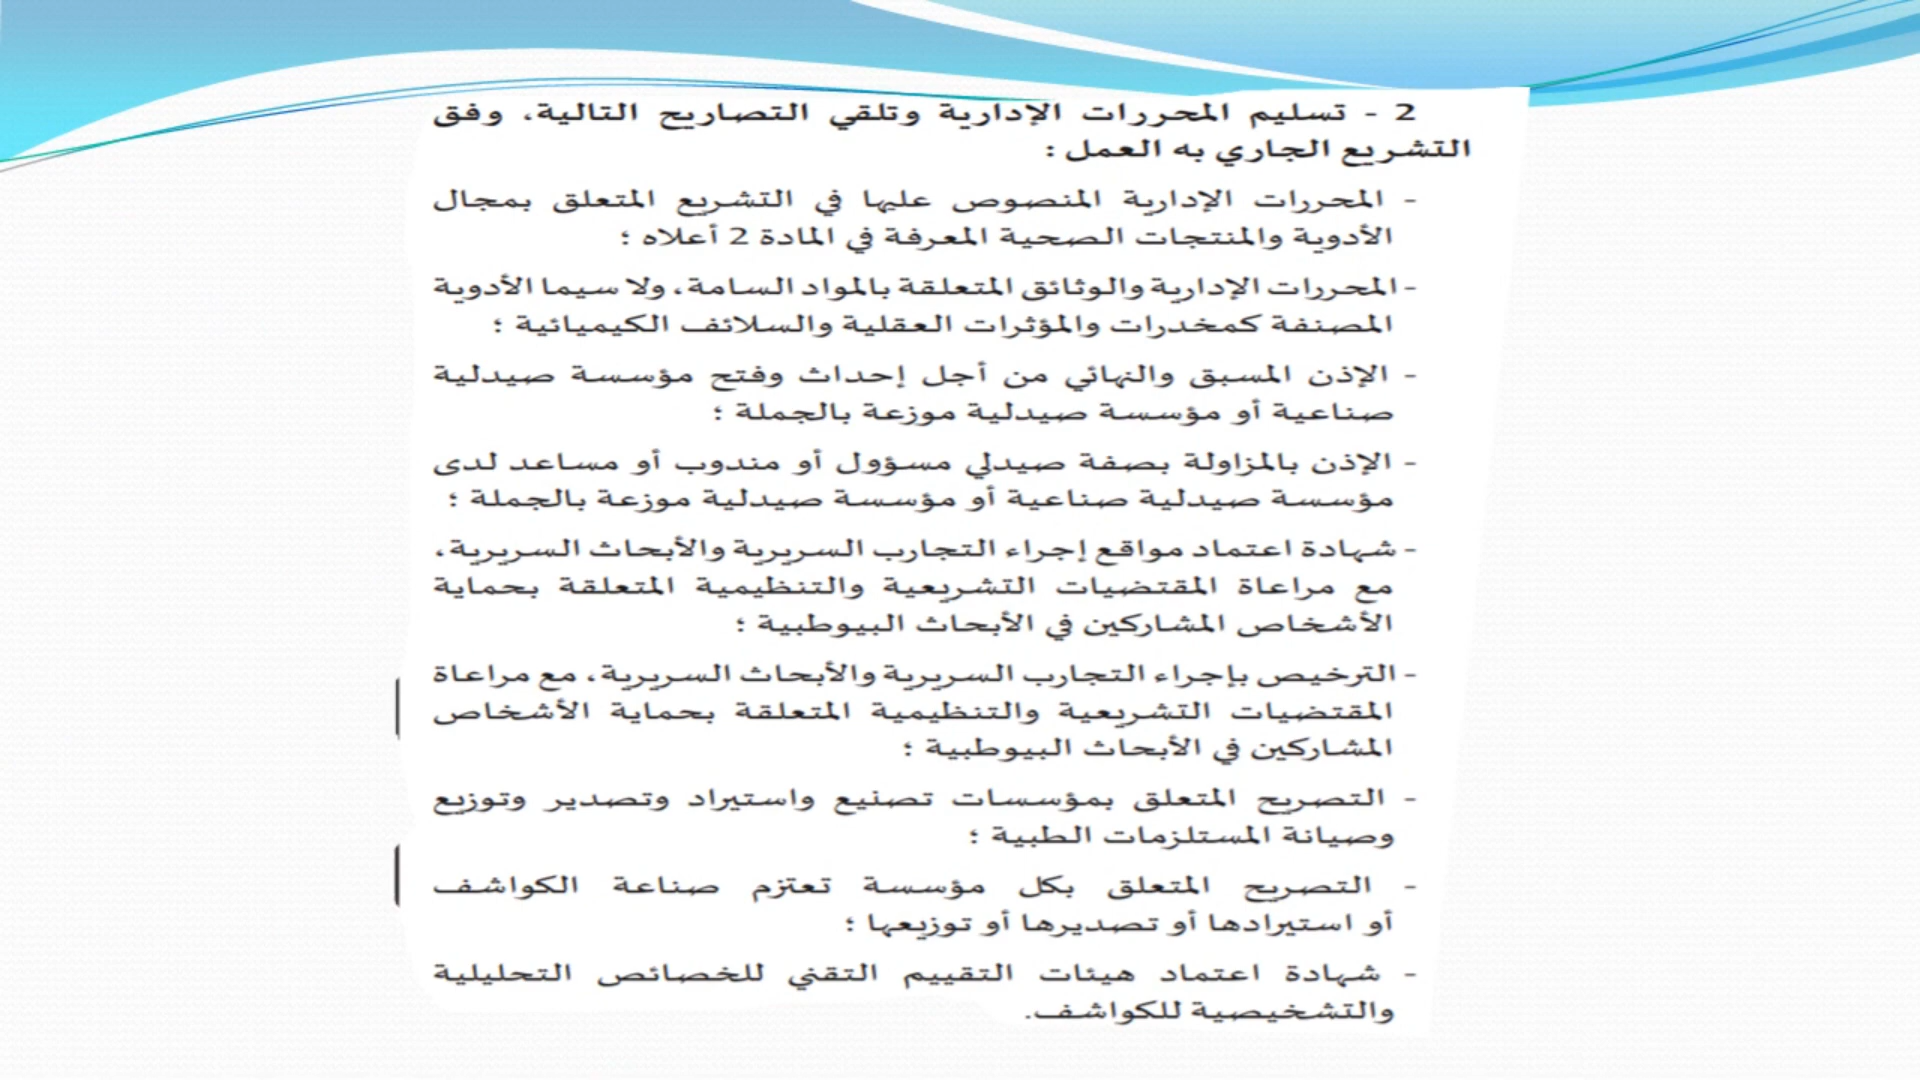 2 - تسليم المحررات الإدارية وتلقي التصاريح التالية، وفق
التشريع الجاري به العمل :
- المحررات الإدارية المنصوص عليها في التشريع المتعلق بمجال
الأدوية والمنتجات الصحية المعرفة في المادة 2 أعلاه ؛
- المحررات الإدارية والوثائق المتعلقة بالمواد السامة، ولا سيما الأدوية
المصنفة كمخدرات والمؤثرات العقلية والسلائف الكيميائية ؛
- الإذن المسبق والنهائي من أجل إحداث وفتح مؤسسة صيدلية
صناعية أو مؤسسة صيدلية موزعة بالجملة ؛
- الإذن بالمزاولة بصفة صيدلي مسؤول أو مندوب أو مساعد لدى
مؤسسة صيدلية صناعية أو مؤسسة صيدلية موزعة بالجملة ؛
- شهادة اعتماد مواقع إجراء التجارب السريرية والأبحاث السريرية،
مع مراعاة المقتضيات التشريعية والتنظيمية المتعلقة بحماية
الأشخاص المشاركين في الأبحاث البيوطبية ؛
- الترخيص بإجراء التجارب السريرية والأبحاث السريرية، مع مراعاة
المقتضيات التشريعية والتنظيمية المتعلقة بحماية الأشخاص
المشاركين في الأبحاث البيوطبية ؛
- التصريح المتعلق بمؤسسات تصنيع واستيراد وتصدير وتوزيع
وصيانة المستلزمات الطبية ؛
- التصريح المتعلق بكل مؤسسة تعتزم صناعة الكواشف
أو استيرادها أو تصديرها أو توزيعها ؛
- شهادة اعتماد هيئات التقييم التقني للخصائص التحليلية
والتشخيصية للكواشف.